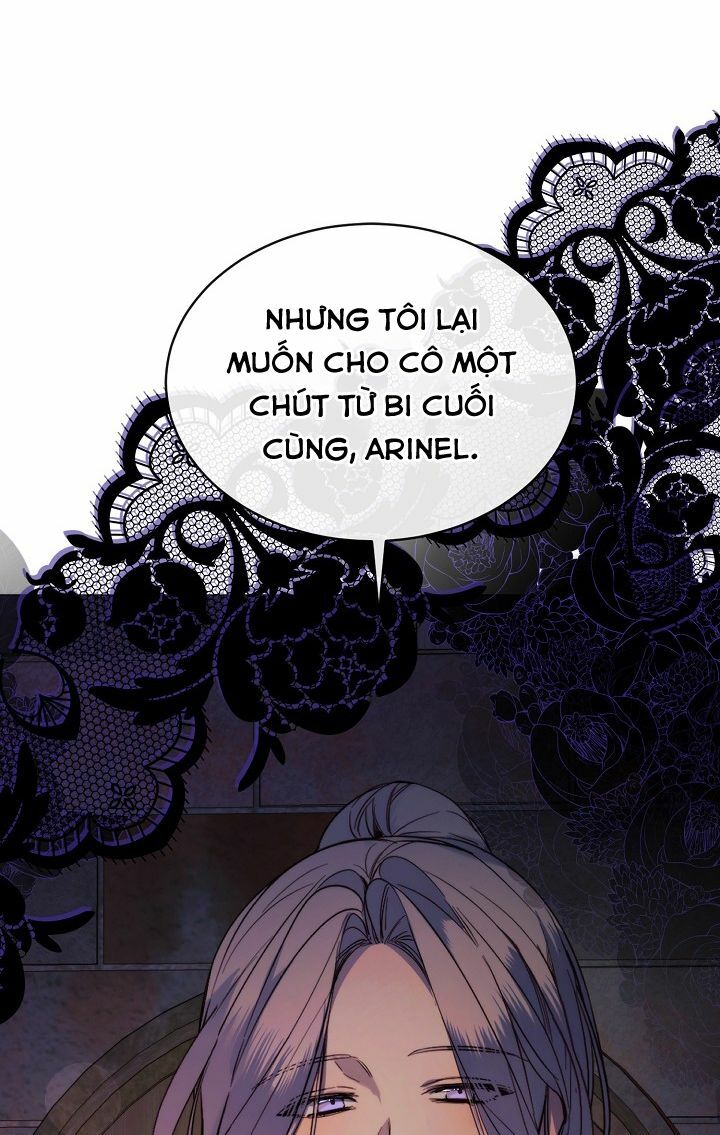 NHƯNG TÔI LẠI
MUỐN CHO CÔ MỘT
CHÚT TỪ BI CUỐI
CÙNG, ARINEL.